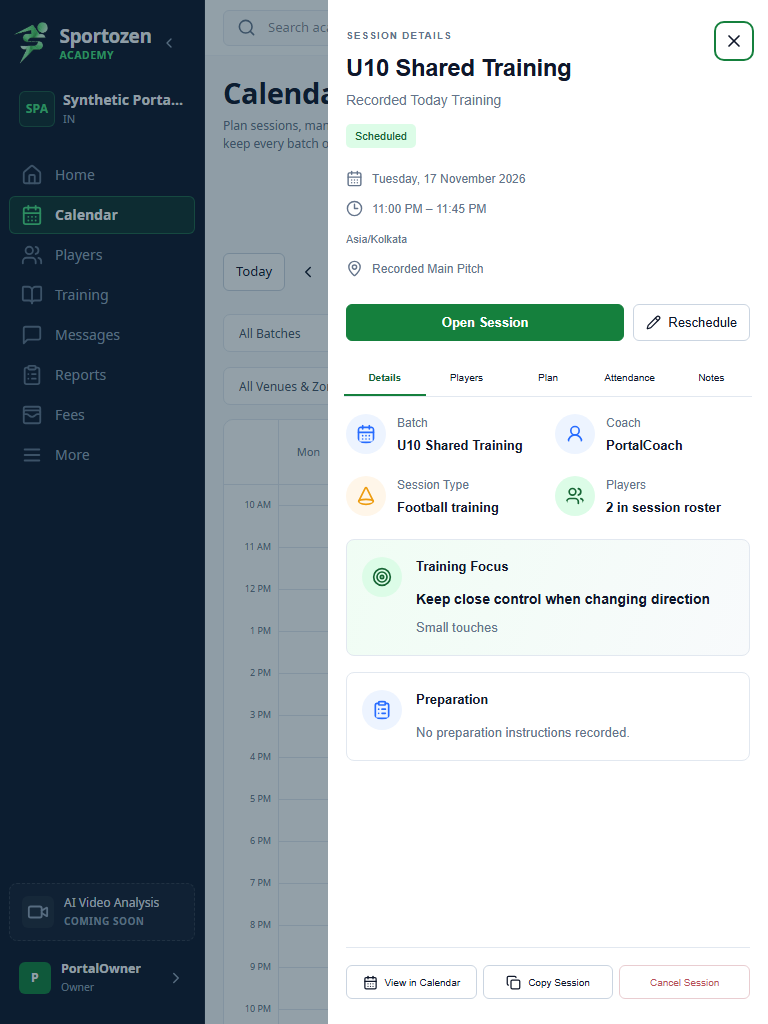 Sportozen
ACADEMY
SPA
Synthetic Porta...
IN
Home
Calendar
Players
Training
Messages
Reports
Fees
More
AI Video Analysis
COMING SOON
P
PortalOwner
Owner
Search aca
Calenda
Plan sessions, man
keep every batch o
Today
All Batches
All Venues & Zo
Mon
10 AM
11 AM
12 PM
1 PM
2 PM
3 PM
4 PM
5 PM
6 PM
7 PM
8 PM
9 PM
10 PM
SESSION DETAILS
U10 Shared Training
Recorded Today Training
Scheduled
Tuesday, 17 November 2026
11:00 PM – 11:45 PM
Asia/Kolkata
Recorded Main Pitch
Open Session
Reschedule
Details Players Plan Attendance Notes
Batch
U10 Shared Training
Coach
PortalCoach
Session Type
Football training
Players
2 in session roster
Training Focus
Keep close control when changing direction
Small touches
Preparation
No preparation instructions recorded.
View in Calendar
Copy Session
Cancel Session